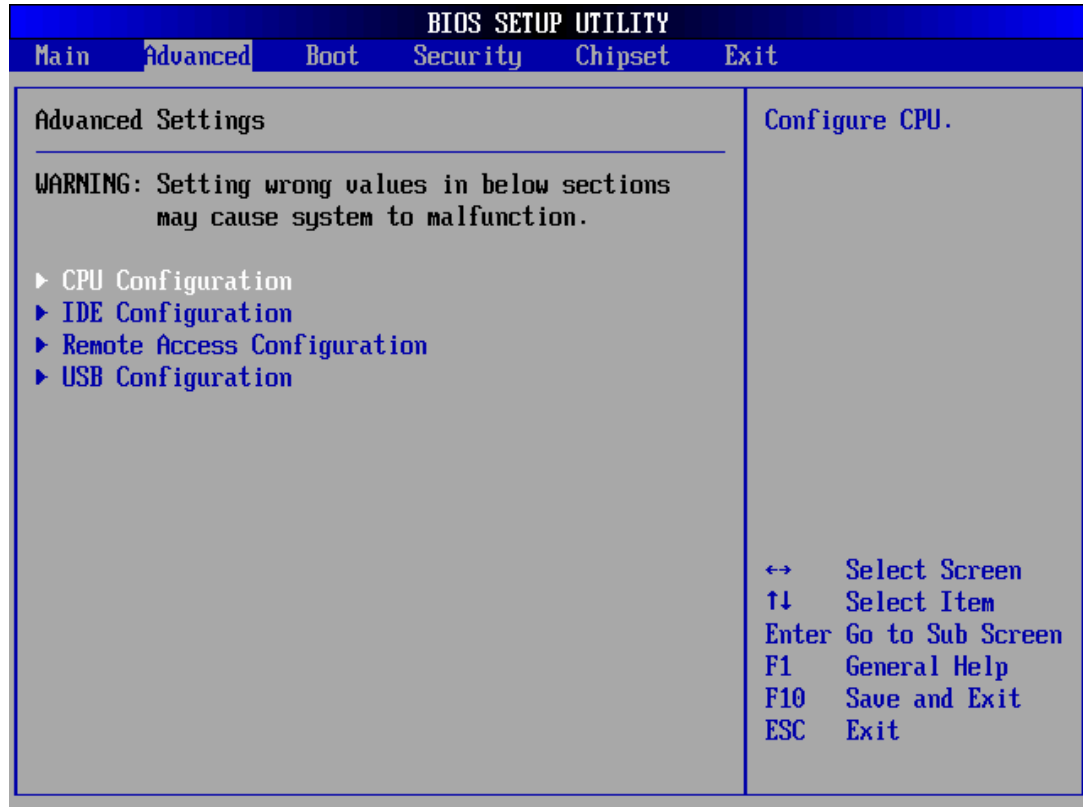 BIOS SETUP UTILITY
Main Advanced Boot Security Chipset Exit
Advanced Settings
WARNING: Setting wrong values in below sections
may cause system to malfunction.
▶ CPU Configuration
▶ IDE Configuration
▶ Remote Access Configuration
▶ USB Configuration
Configure CPU.
←→ Select Screen
↑↓ Select Item
Enter Go to Sub Screen
F1 General Help
F10 Save and Exit
ESC Exit